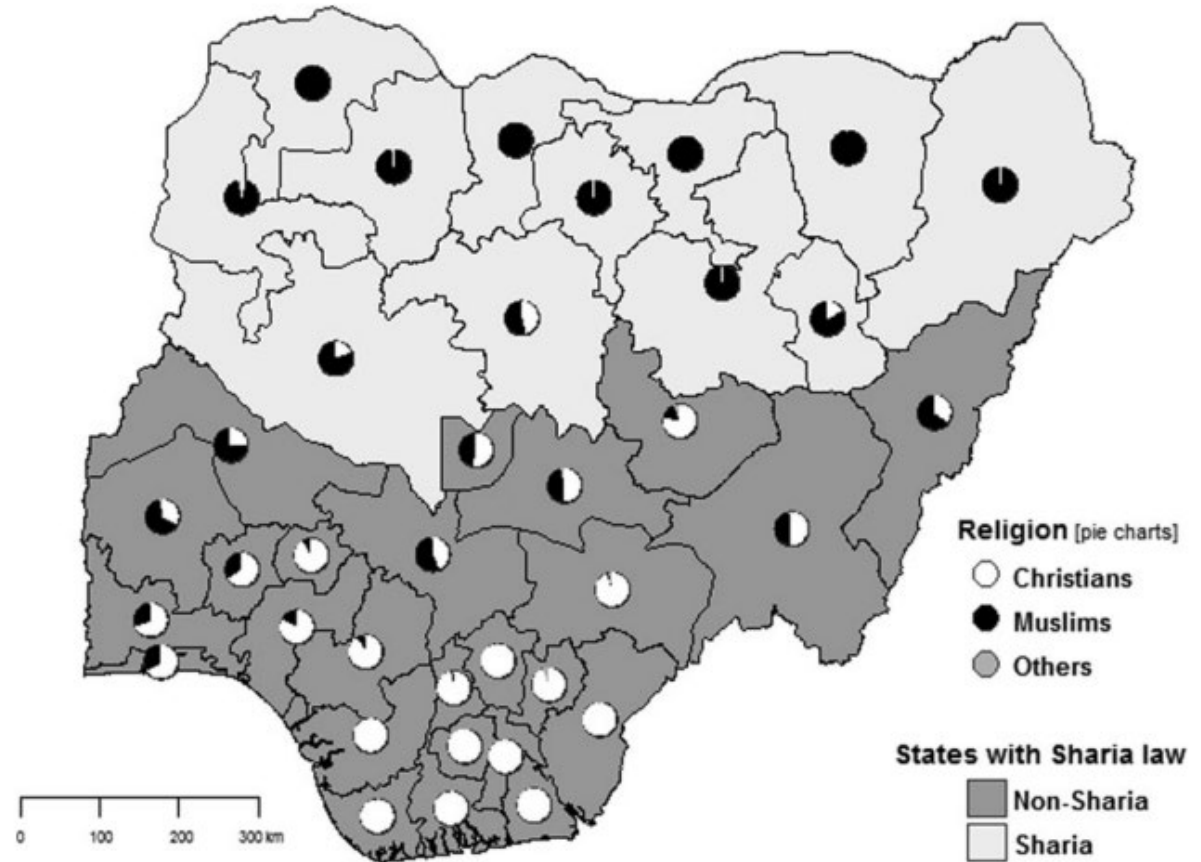 Religion [pie charts]
Christians
Muslims
Others
States with Sharia law
Non-Sharia
Sharia
0 100 200 300 km